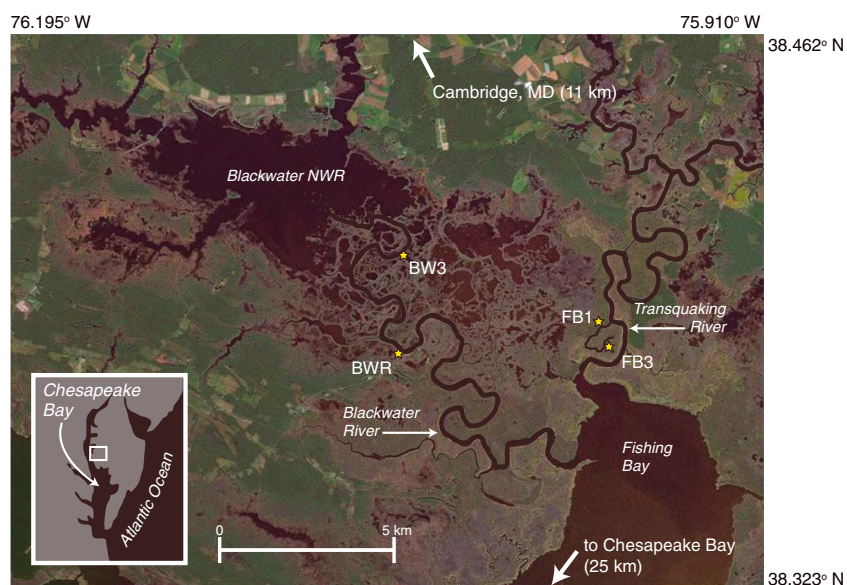 76.195° W
75.910° W
38.462° N
Cambridge, MD (11 km)
Blackwater NWR
BW3
FB1
Transquaking
River
FB3
BWR
Chesapeake
Bay
Blackwater
River
Fishing
Bay
Atlantic Ocean
0
5 km
to Chesapeake Bay
(25 km)
38.323° N